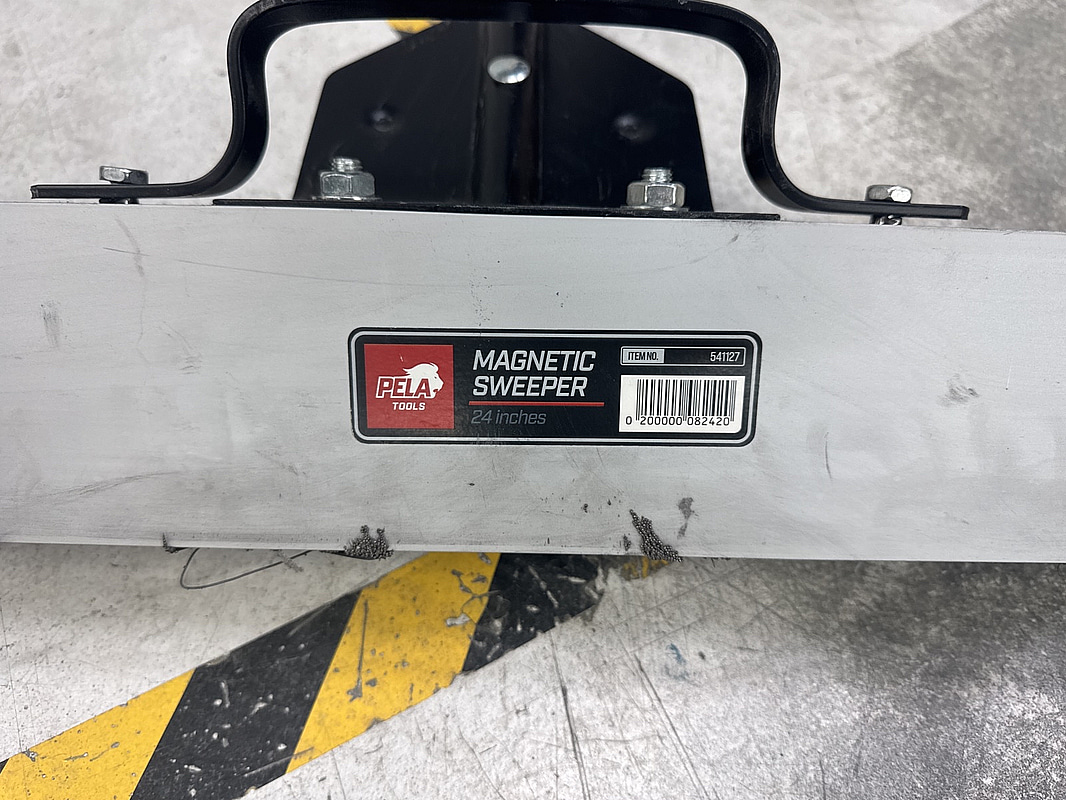 PELA
TOOLS
MAGNETIC
SWEEPER
24 inches
ITEM NO. 541127
0 200000 082420